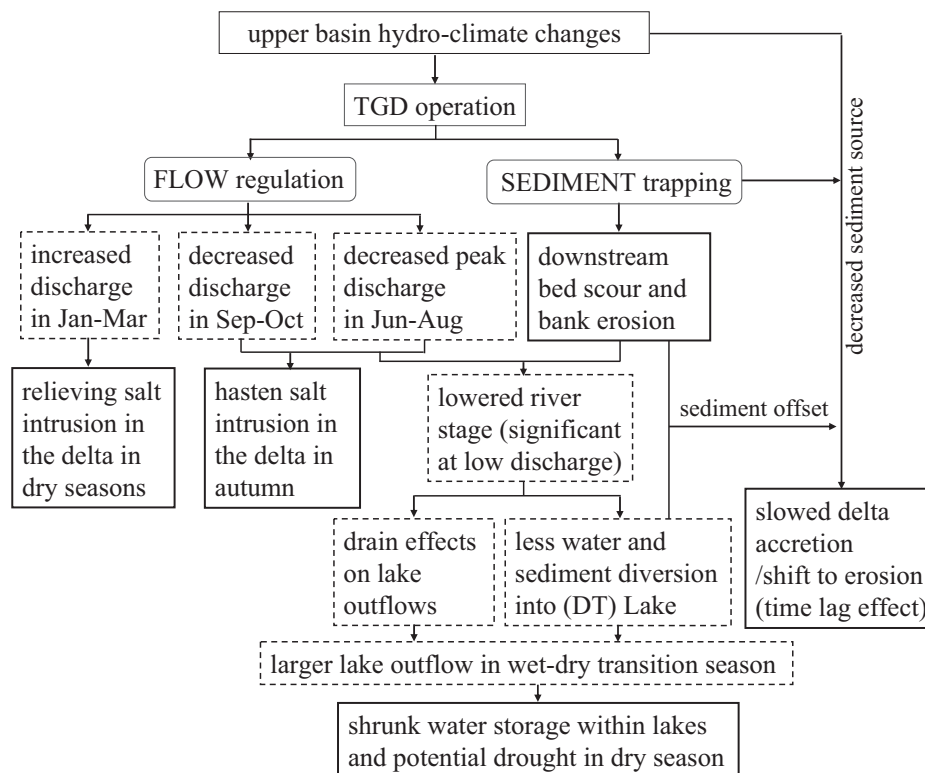 upper basin hydro-climate changes
TGD operation
FLOW regulation
SEDIMENT trapping
decreased sediment source
increased
discharge
in Jan-Mar
decreased
discharge
in Sep-Oct
decreased peak
discharge
in Jun-Aug
downstream
bed scour and
bank erosion
relieving salt
intrusion in
the delta in
dry seasons
hasten salt
intrusion in
the delta in
autumn
lowered river
stage (significant
at low discharge)
sediment offset
slowed delta
accretion
/shift to erosion
(time lag effect)
drain effects
on lake
outflows
less water and
sediment diversion
into (DT) Lake
larger lake outflow in wet-dry transition season
shrunk water storage within lakes
and potential drought in dry season